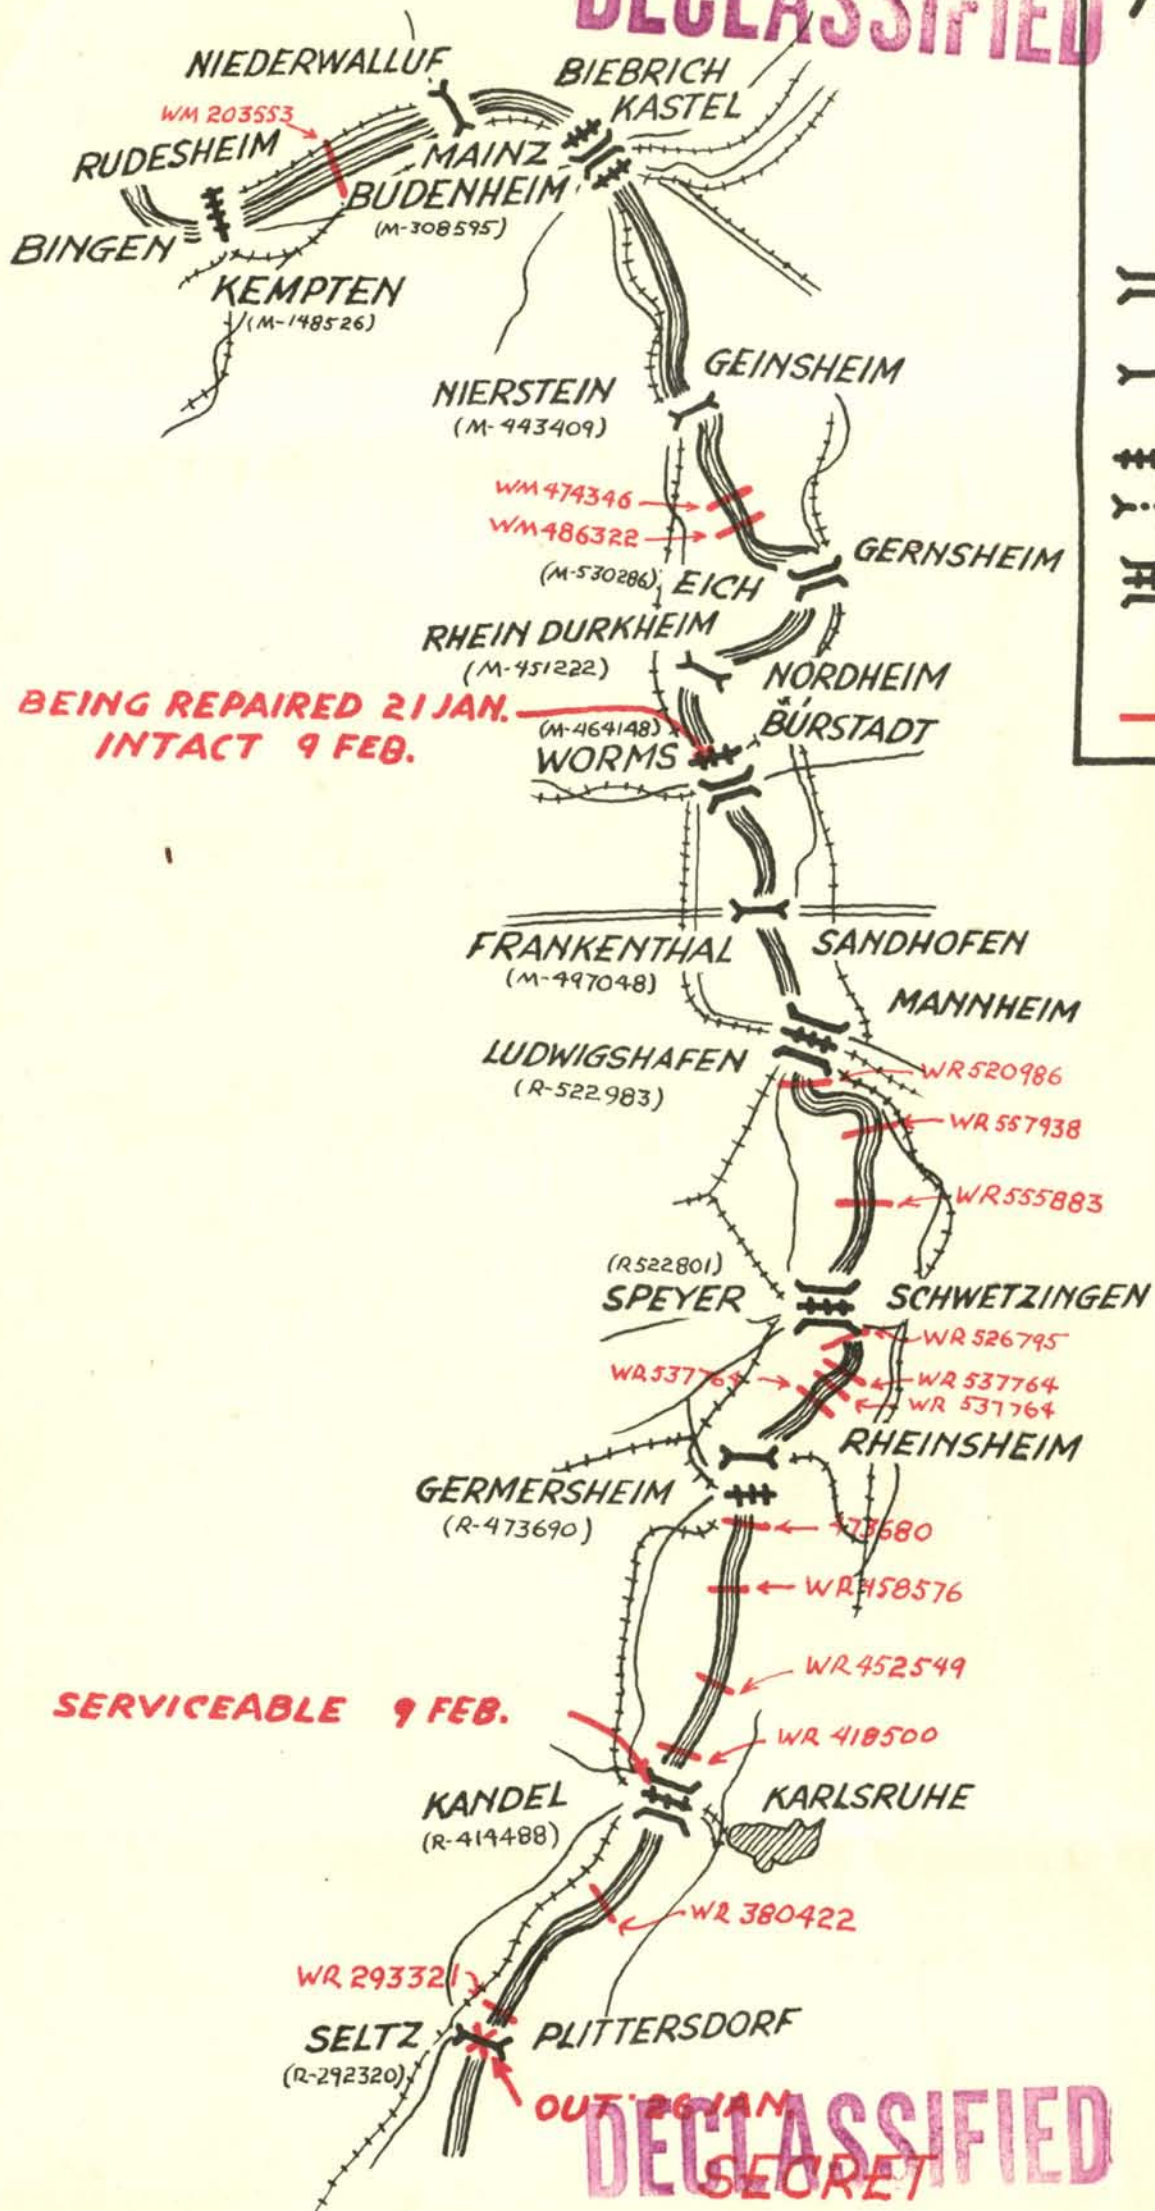 DECLASSIFIED
NIEDERWALLUF
BIEBRICH
KASTEL
WM 203553
RUDESHEIM
MAINZ
BUDENHEIM
(M-308595)
BINGEN
KEMPTEN
(M-148526)
NIERSTEIN
(M-443409)
GEINSHEIM
WM 474346
WM 486322
(M-530286)
EICH
GERNSHEIM
RHEIN DURKHEIM
(M-451222)
NORDHEIM
BEING REPAIRED 21 JAN.
INTACT 9 FEB.
(M-464148)
WORMS
BÜRSTADT
FRANKENTHAL
(M-497048)
SANDHOFEN
MANNHEIM
LUDWIGSHAFEN
(R-522983)
WR 520986
WR 557938
WR 555883
(R522801)
SPEYER
SCHWETZINGEN
WR 526795
WR 537764
WR 537764
WR 537764
RHEINSHEIM
GERMERSHEIM
(R-473690)
473680
WR 458576
WR 452549
SERVICEABLE 9 FEB.
WR 418500
KANDEL
(R-414488)
KARLSRUHE
WR 380422
WR 293321
SELTZ
(R-292320)
PLITTERSDORF
OUT 26 JAN.
DECLASSIFIED
SECRET